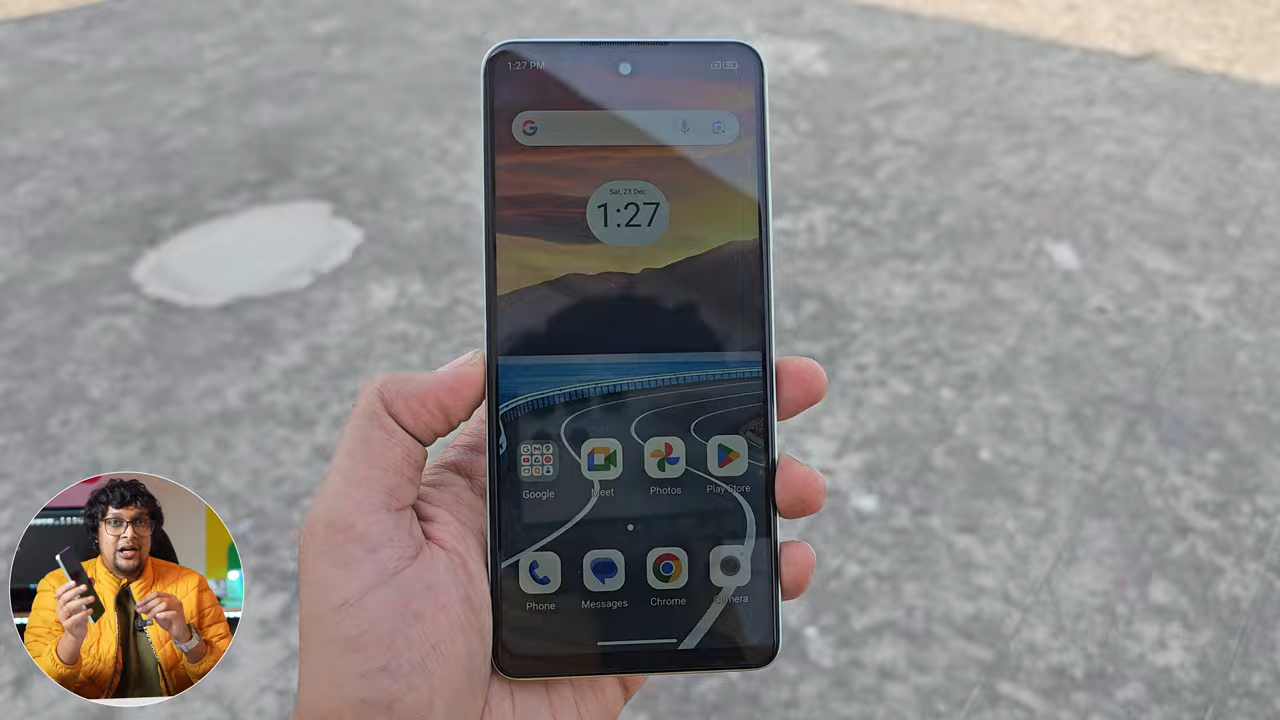 1:27 PM
Sat, 23 Dec
1:27
Google
Meet
Photos
Play Store
Phone
Messages
Chrome
Camera